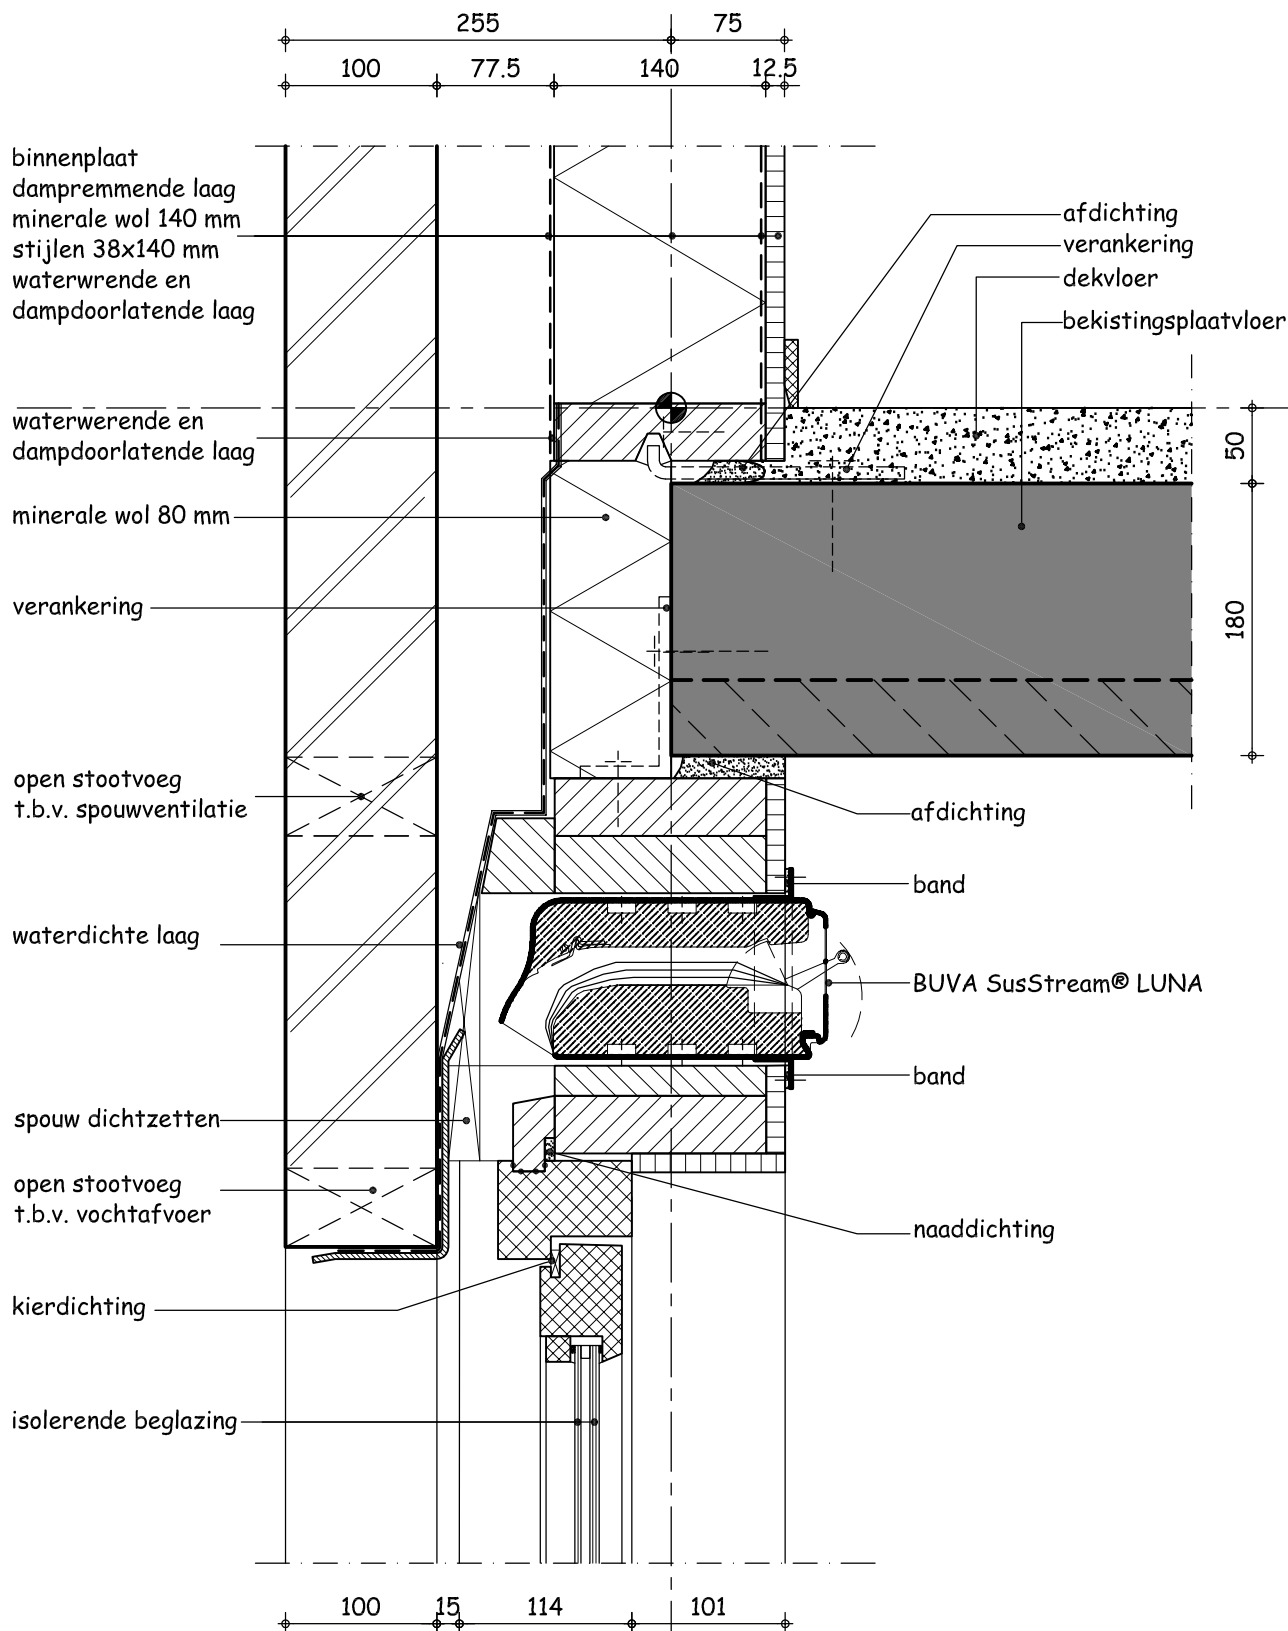 255
75
100
77.5
140
12.5
binnenplaat
dampremmende laag
minerale wol 140 mm
stijlen 38x140 mm
waterwrende en
dampdoorlatende laag
afdichting
verankering
dekvloer
bekistingsplaatvloer
waterwerende en
dampdoorlatende laag
50
minerale wol 80 mm
verankering
180
open stootvoeg
t.b.v. spouwventilatie
afdichting
band
waterdichte laag
BUVA SusStream® LUNA
band
spouw dichtzetten
open stootvoeg
t.b.v. vochtafvoer
naaddichting
kierdichting
isolerende beglazing
100
15
114
101